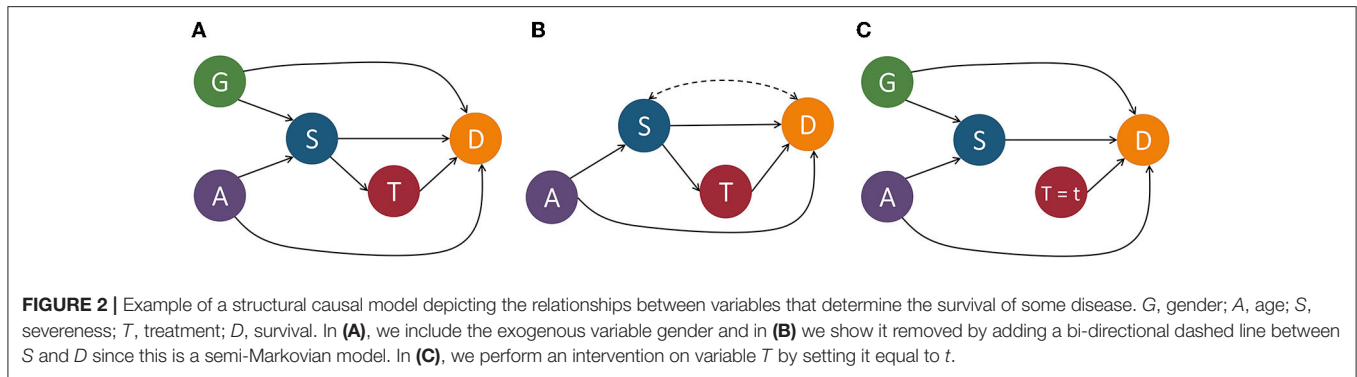 A
B
C
G
S
D
A
T
S
D
A
T
G
S
D
A
T = t
FIGURE 2 | Example of a structural causal model depicting the relationships between variables that determine the survival of some disease. G, gender; A, age; S,
severeness; T, treatment; D, survival. In (A), we include the exogenous variable gender and in (B) we show it removed by adding a bi-directional dashed line between
S and D since this is a semi-Markovian model. In (C), we perform an intervention on variable T by setting it equal to t.